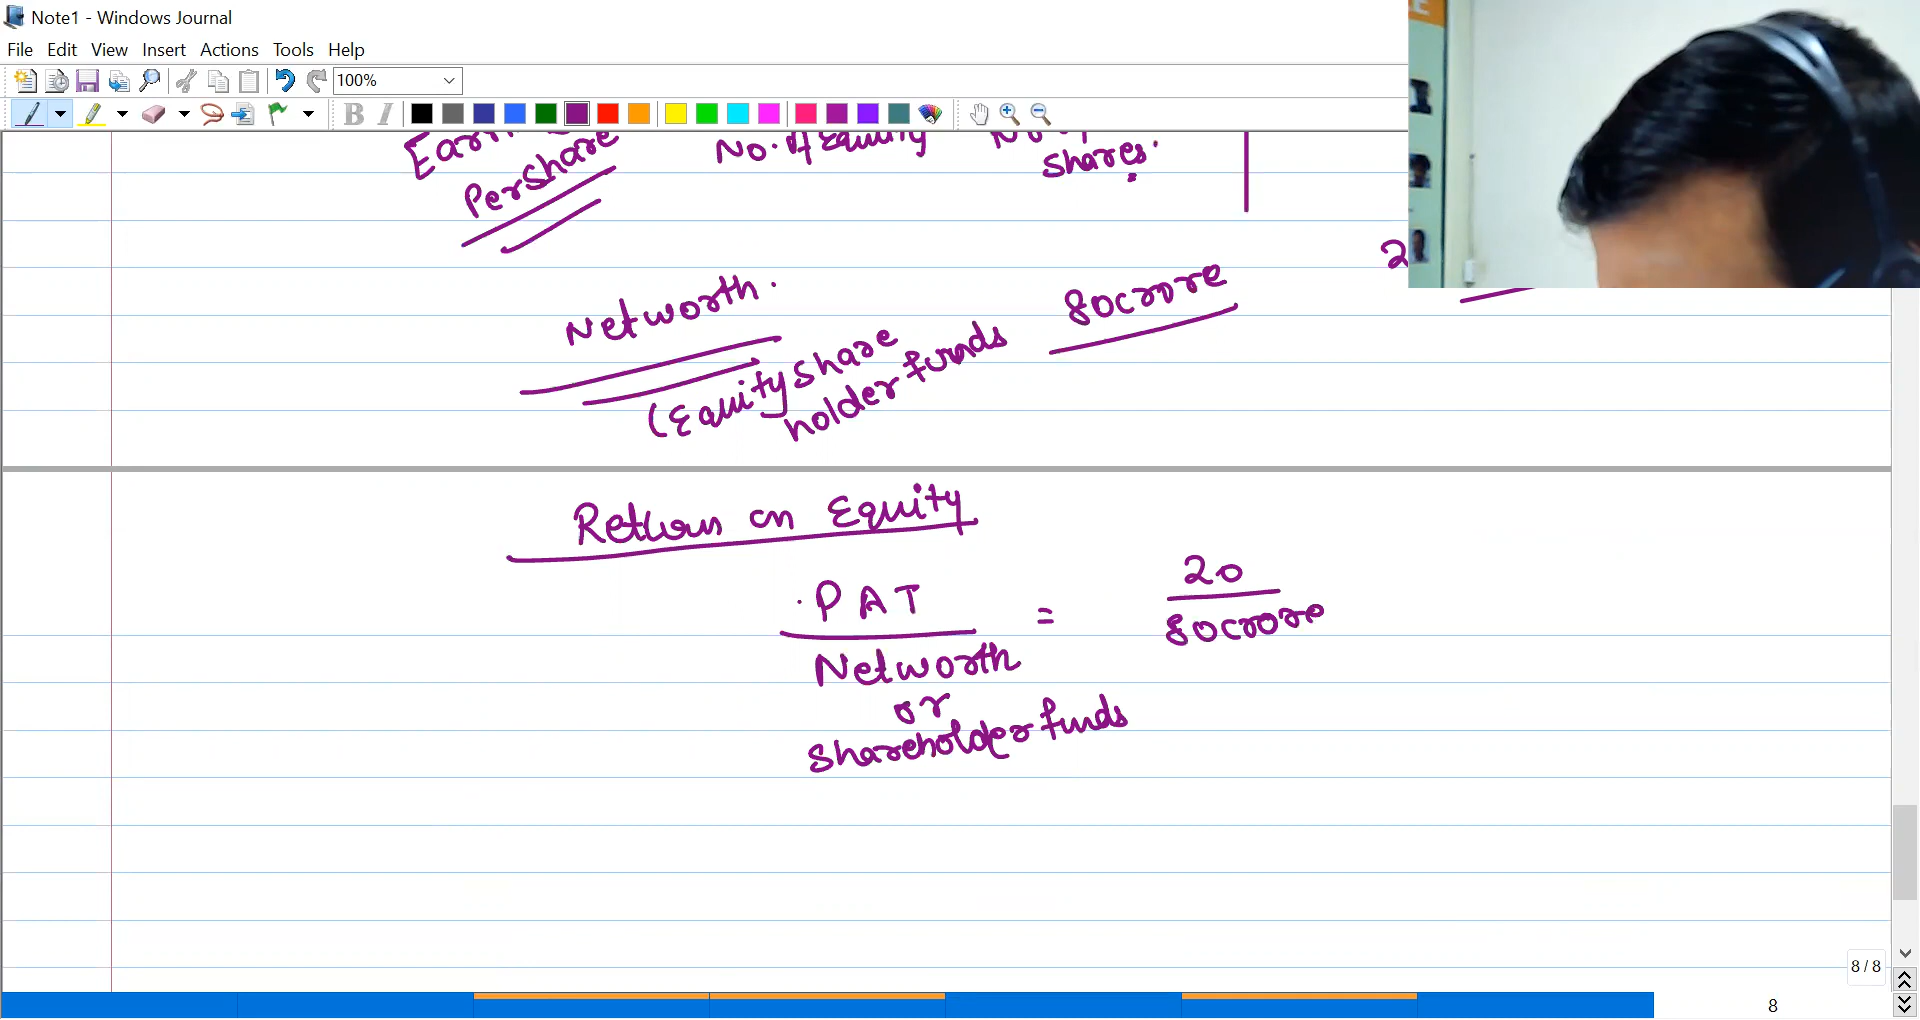 Note1 - Windows Journal
File Edit View Insert Actions Tools Help
100%
B I
Per Share
No. of Equity
Shares.
Networth.
80crore
2
(Equity Share
holder funds
Return on Equity
PAT = 20
Networth 80crore
or
Shareholder funds
8 / 8
8